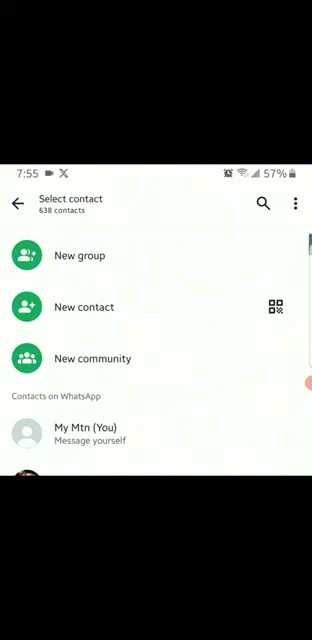 7:55 57%
Select contact
638 contacts
New group
New contact
New community
Contacts on WhatsApp
My Mtn (You)
Message yourself